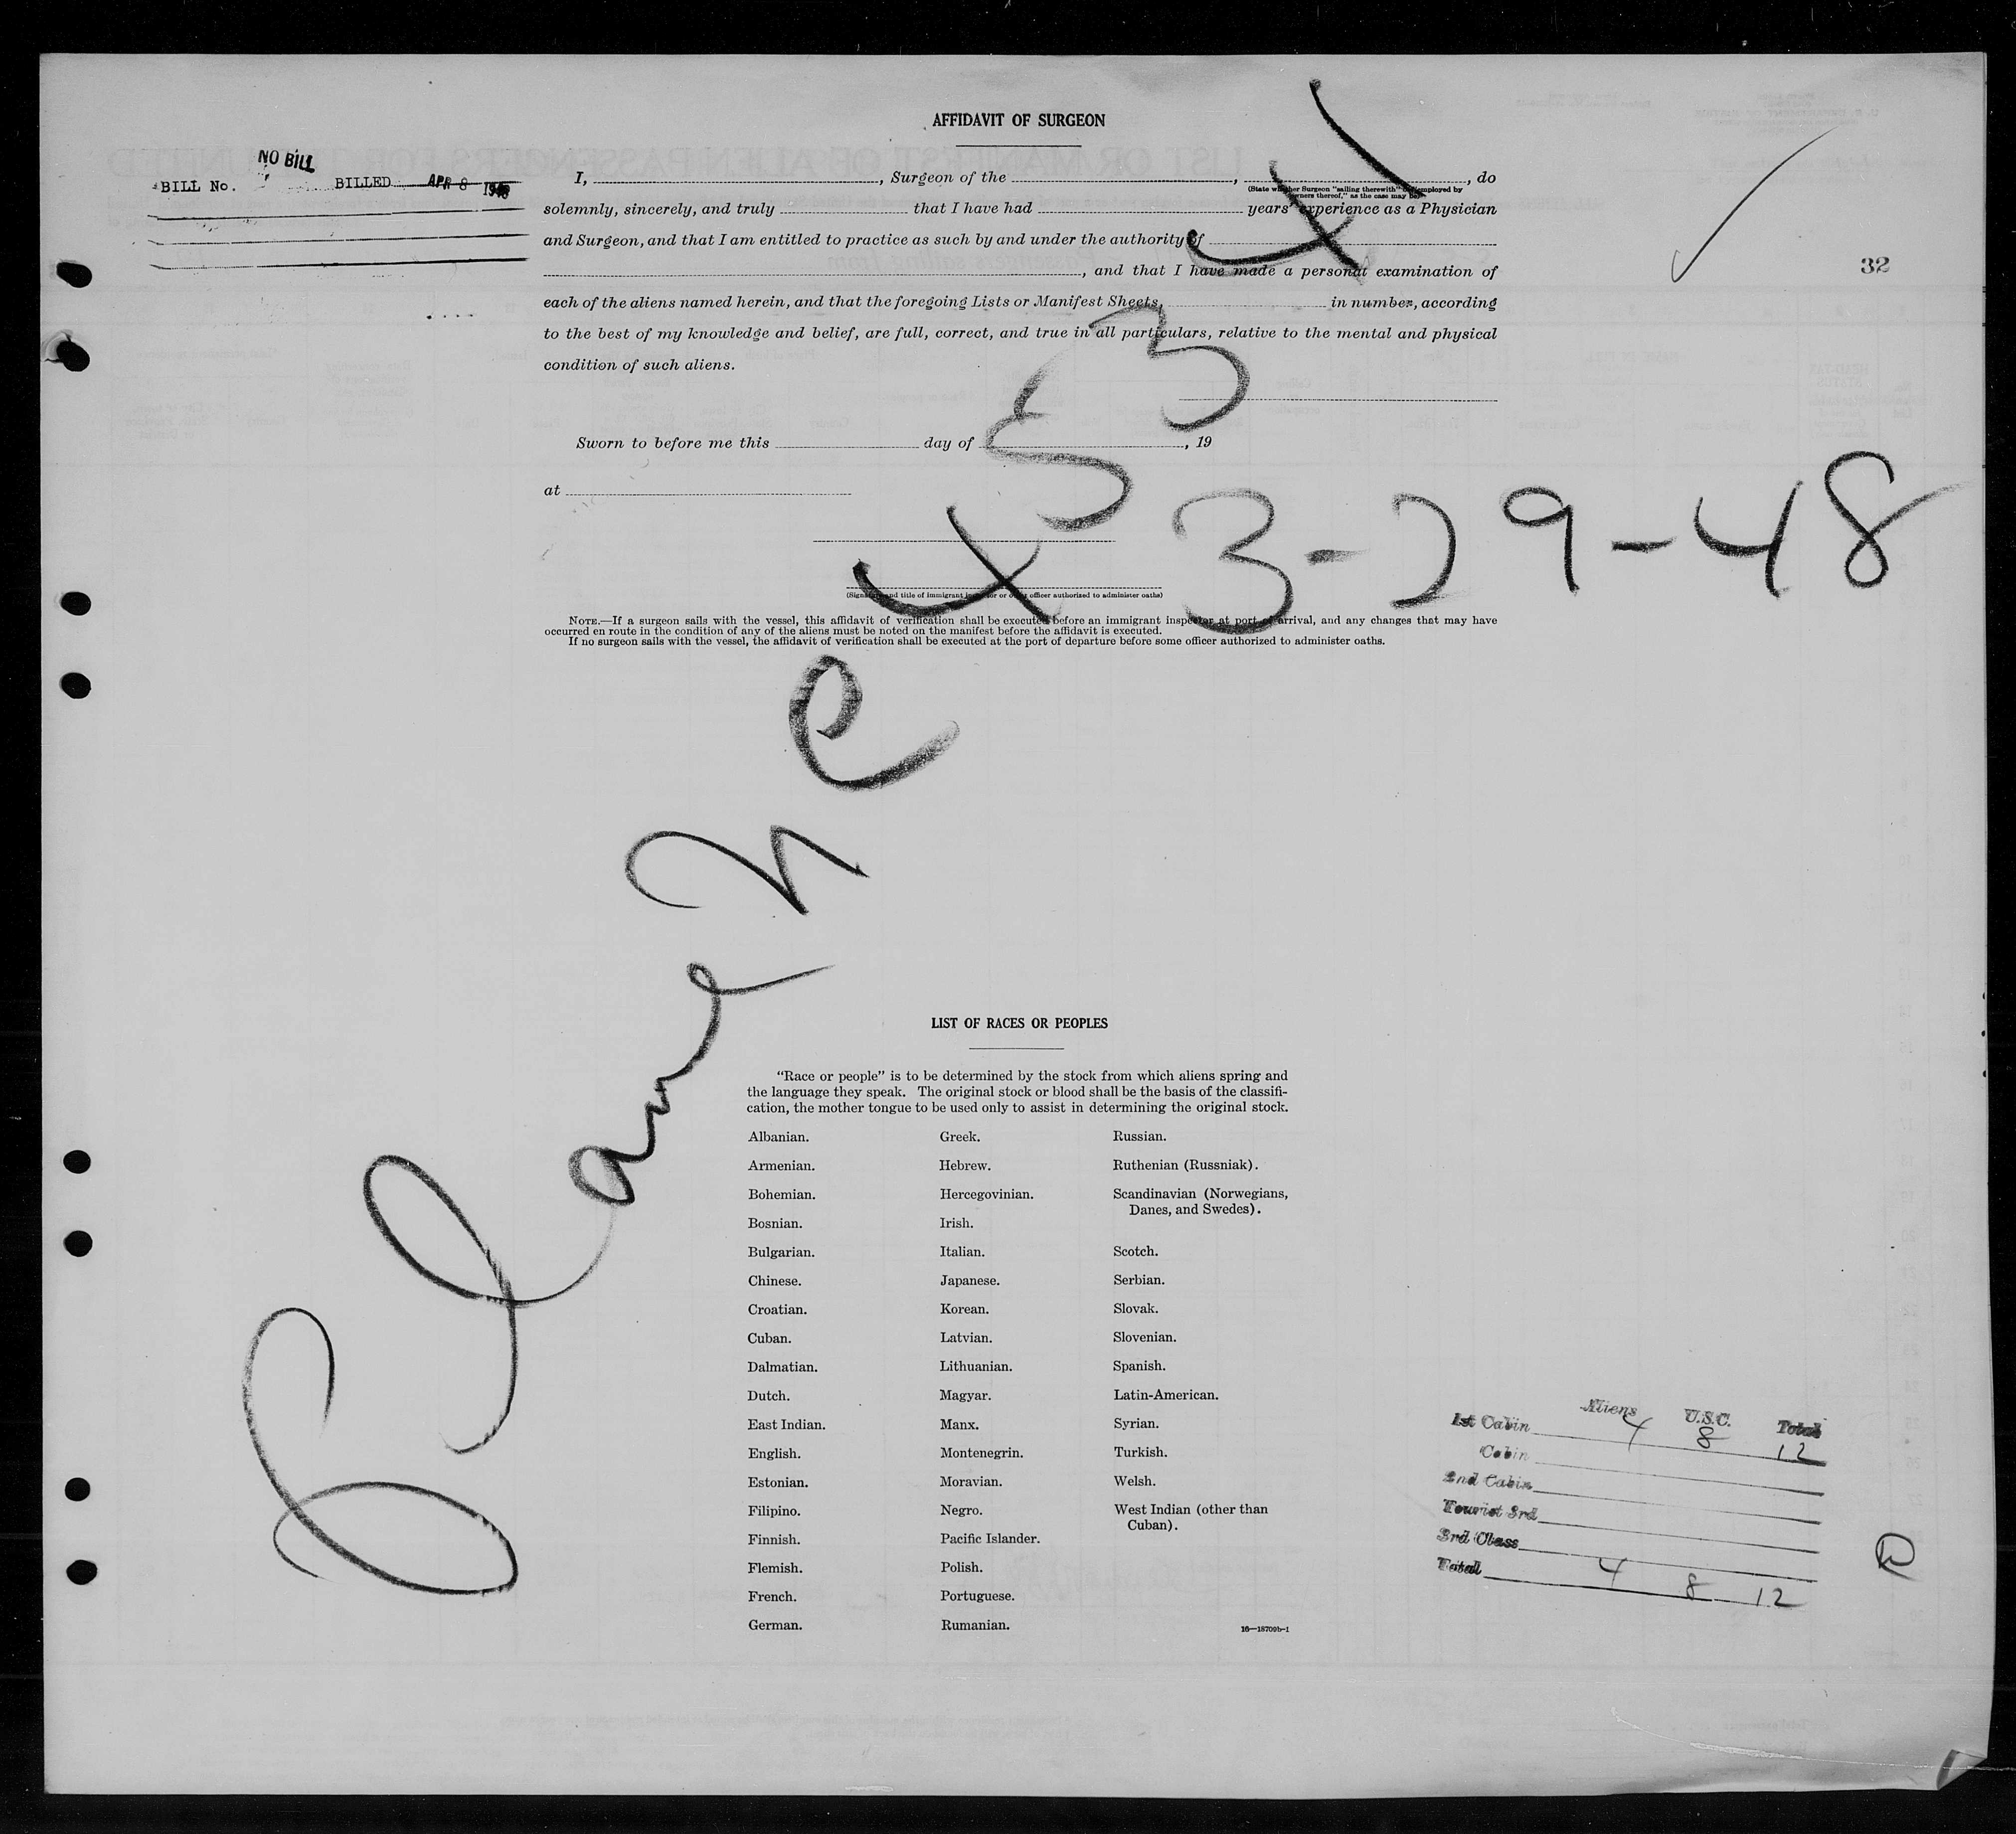 AFFIDAVIT OF SURGEON
NO BILL
BILL No. BILLED APR 8 1948
I, , Surgeon of the , , do
(State whether Surgeon "sailing therewith" or "employed by owners thereof," as the case may be)
solemnly, sincerely, and truly that I have had years' experience as a Physician
and Surgeon, and that I am entitled to practice as such by and under the authority of
, and that I have made a personal examination of
each of the aliens named herein, and that the foregoing Lists or Manifest Sheets, in number, according
to the best of my knowledge and belief, are full, correct, and true in all particulars, relative to the mental and physical
condition of such aliens.
32
Sworn to before me this day of , 19
at
(Signature and title of immigrant inspector or other officer authorized to administer oaths)
NOTE.—If a surgeon sails with the vessel, this affidavit of verification shall be executed before an immigrant inspector at port of arrival, and any changes that may have
occurred en route in the condition of any of the aliens must be noted on the manifest before the affidavit is executed.
If no surgeon sails with the vessel, the affidavit of verification shall be executed at the port of departure before some officer authorized to administer oaths.
Plane NC
4534
3-29-48
LIST OF RACES OR PEOPLES
"Race or people" is to be determined by the stock from which aliens spring and
the language they speak. The original stock or blood shall be the basis of the classifi-
cation, the mother tongue to be used only to assist in determining the original stock.
Albanian.
Armenian.
Bohemian.
Bosnian.
Bulgarian.
Chinese.
Croatian.
Cuban.
Dalmatian.
Dutch.
East Indian.
English.
Estonian.
Filipino.
Finnish.
Flemish.
French.
German.
Greek.
Hebrew.
Hercegovinian.
Irish.
Italian.
Japanese.
Korean.
Latvian.
Lithuanian.
Magyar.
Manx.
Montenegrin.
Moravian.
Negro.
Pacific Islander.
Polish.
Portuguese.
Rumanian.
Russian.
Ruthenian (Russniak).
Scandinavian (Norwegians,
Danes, and Swedes).
Scotch.
Serbian.
Slovak.
Slovenian.
Spanish.
Latin-American.
Syrian.
Turkish.
Welsh.
West Indian (other than
Cuban).
16—18709b-1
Aliens U.S.C. Total
1st Cabin 4 8 12
Cabin
2nd Cabin
Tourist 3rd
3rd Class
Total 4 8 12